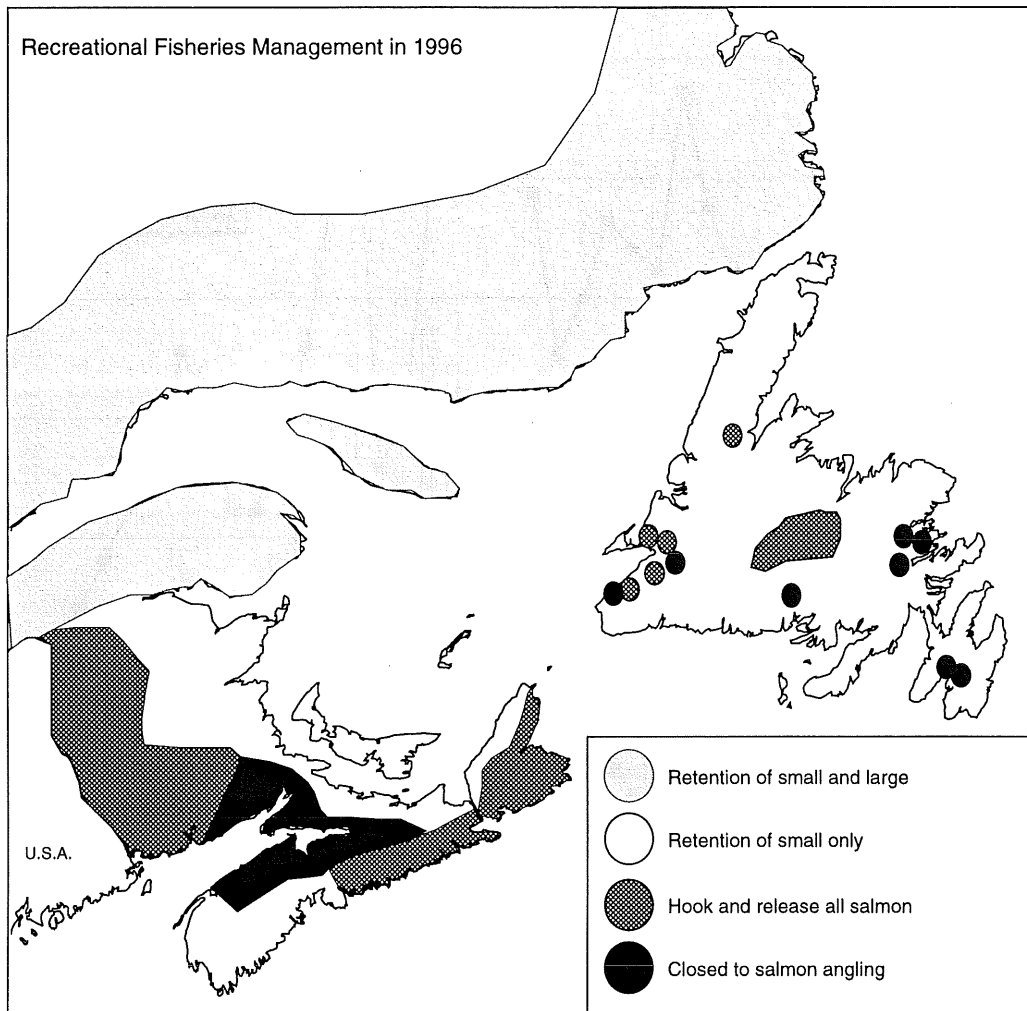 Recreational Fisheries Management in 1996
U.S.A.
Retention of small and large
Retention of small only
Hook and release all salmon
Closed to salmon angling